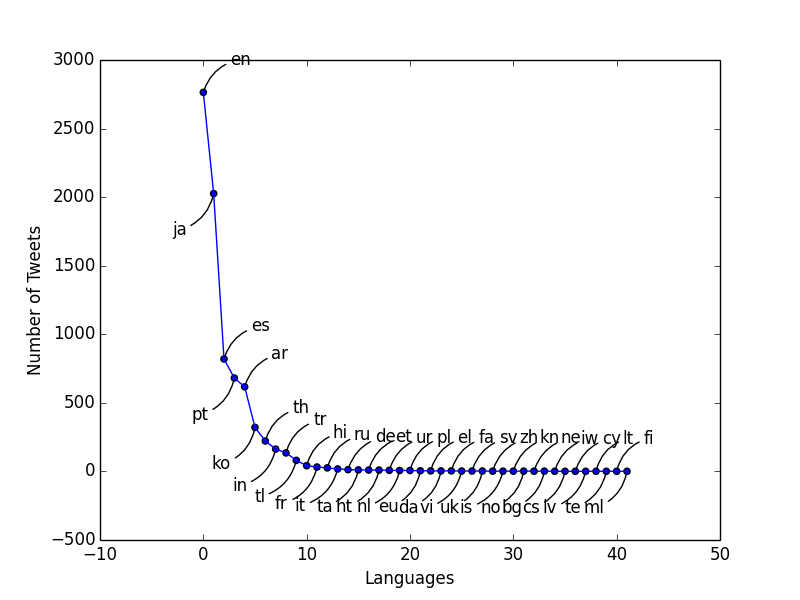 3000
2500
2000
1500
1000
500
0
−500
Number of Tweets
en
ja
es
ar
pt
th
tr
hi ru de et ur pl el fa sv zh kn ne iw cy lt fi
ko
in
tl fr it ta ht nl eu da vi uk is no bg cs lv te ml
−10 0 10 20 30 40 50
Languages